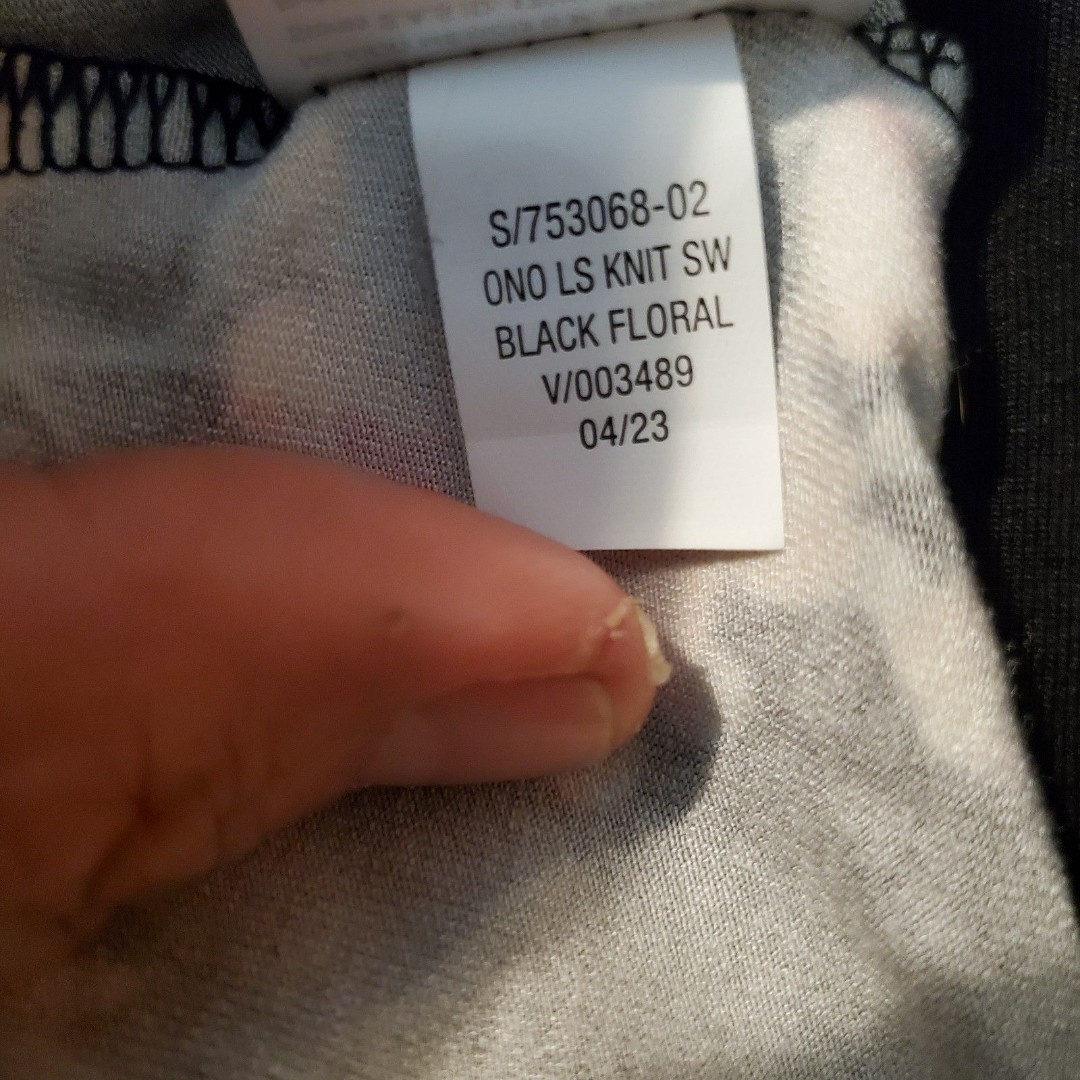 S/753068-02
ONO LS KNIT SW
BLACK FLORAL
V/003489
04/23